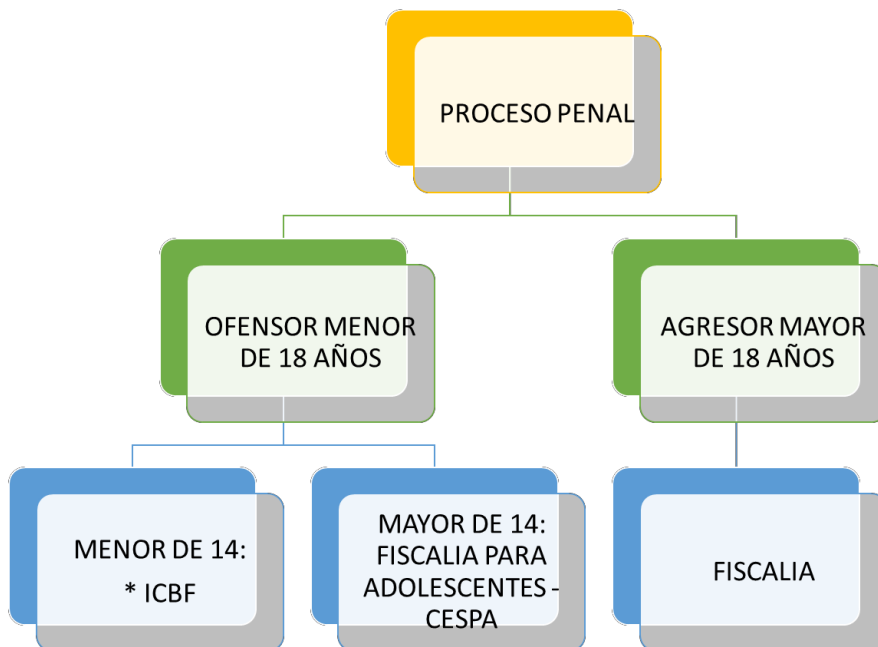 PROCESO PENAL
OFENSOR MENOR
DE 18 AÑOS
AGRESOR MAYOR
DE 18 AÑOS
MENOR DE 14:
* ICBF
MAYOR DE 14:
FISCALIA PARA
ADOLESCENTES -
CESPA
FISCALIA